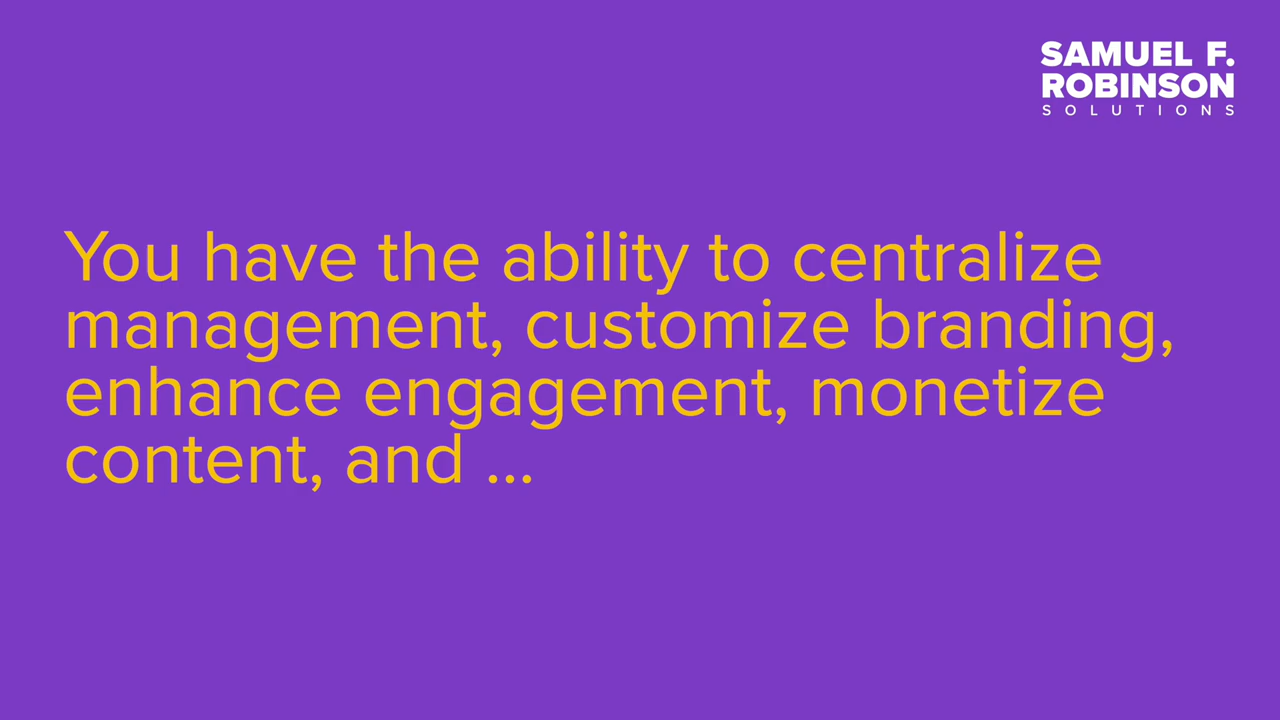 SAMUEL F.
ROBINSON
SOLUTIONS
You have the ability to centralize
management, customize branding,
enhance engagement, monetize
content, and ...